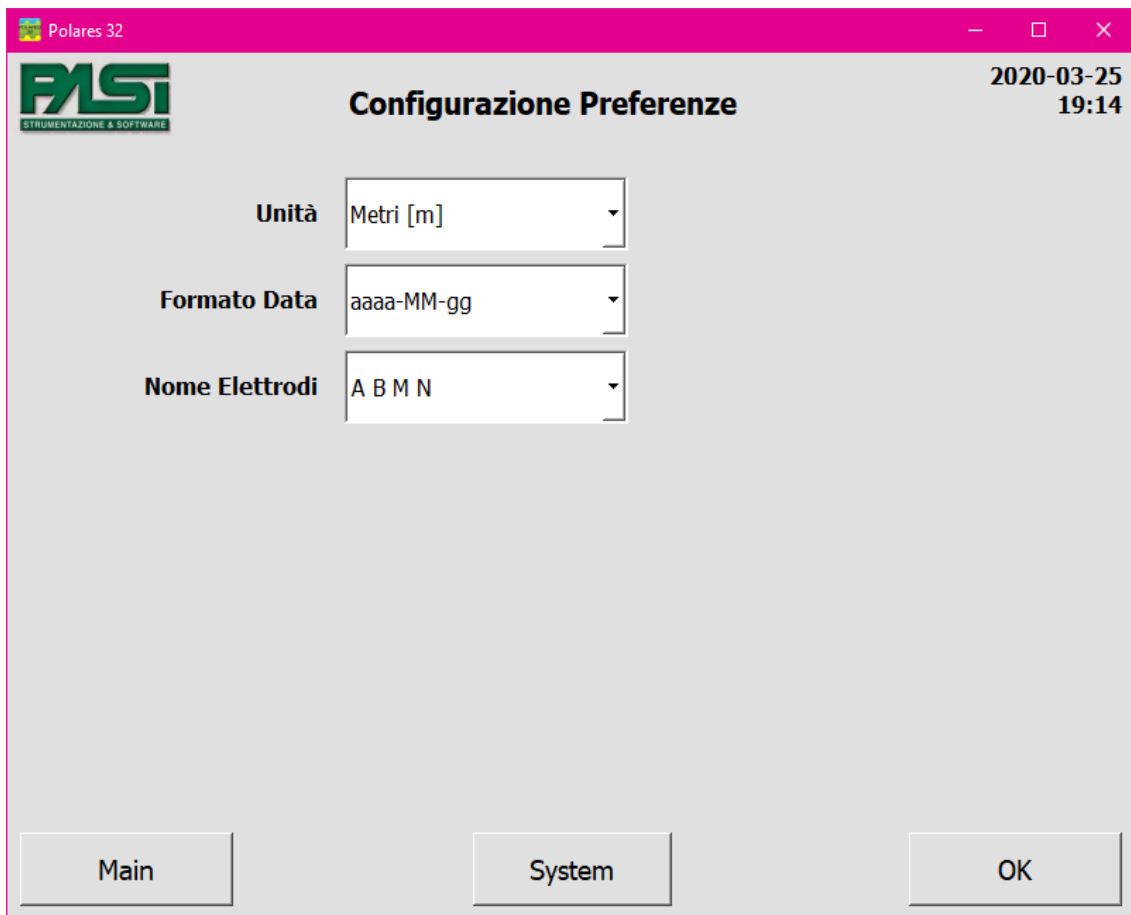 Polares 32
PASI
STRUMENTAZIONE & SOFTWARE
Configurazione Preferenze
2020-03-25
19:14
Unità
Metri [m]
Formato Data
aaaa-MM-gg
Nome Elettrodi
A B M N
Main
System
OK